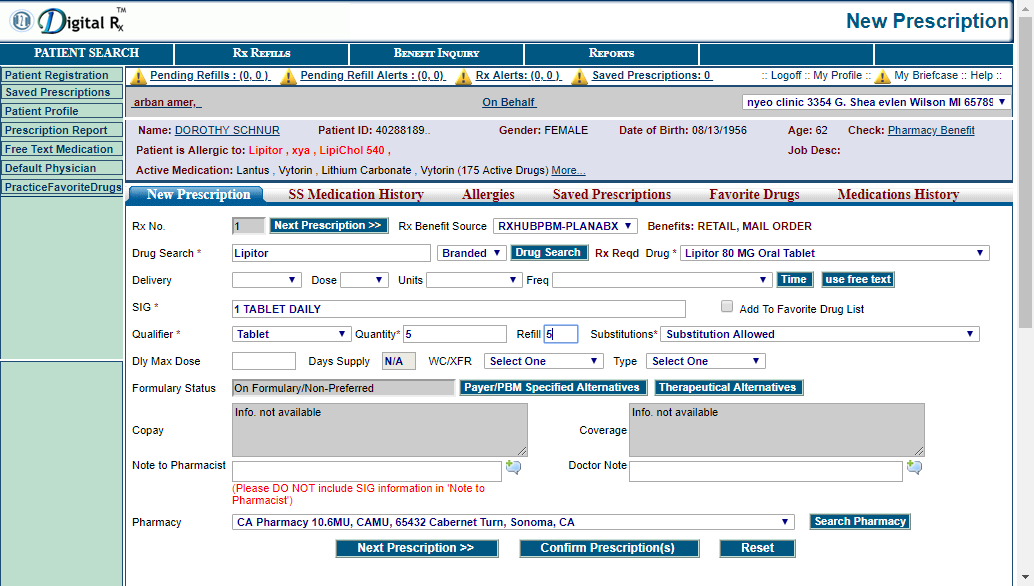 Digital Rx TM
New Prescription
PATIENT SEARCH RX REFILLS BENEFIT INQUIRY REPORTS
Patient Registration
Saved Prescriptions
Patient Profile
Prescription Report
Free Text Medication
Default Physician
PracticeFavoriteDrugs
Pending Refills : (0, 0 ) Pending Refill Alerts : (0, 0) Rx Alerts: (0, 0 ) Saved Prescriptions: 0 :: Logoff :: My Profile :: My Briefcase :: Help ::
arban amer, On Behalf nyeo clinic 3354 G. Shea evlen Wilson MI 65789
Name: DOROTHY SCHNUR Patient ID: 40288189.. Gender: FEMALE Date of Birth: 08/13/1956 Age: 62 Check: Pharmacy Benefit
Patient is Allergic to: Lipitor , xya , LipiChol 540 , Job Desc:
Active Medication: Lantus , Vytorin , Lithium Carbonate , Vytorin (175 Active Drugs) More...
New Prescription SS Medication History Allergies Saved Prescriptions Favorite Drugs Medications History
Rx No. 1 Next Prescription >> Rx Benefit Source RXHUBPBM-PLANABX Benefits: RETAIL, MAIL ORDER
Drug Search * Lipitor Branded Drug Search Rx Reqd Drug * Lipitor 80 MG Oral Tablet
Delivery Dose Units Freq Time use free text
SIG * 1 TABLET DAILY Add To Favorite Drug List
Qualifier * Tablet Quantity* 5 Refill 5 Substitutions* Substitution Allowed
Dly Max Dose Days Supply N/A WC/XFR Select One Type Select One
Formulary Status On Formulary/Non-Preferred Payer/PBM Specified Alternatives Therapeutical Alternatives
Copay Info. not available Coverage Info. not available
Note to Pharmacist Doctor Note
(Please DO NOT include SIG information in 'Note to
Pharmacist')
Pharmacy CA Pharmacy 10.6MU, CAMU, 65432 Cabernet Turn, Sonoma, CA Search Pharmacy
Next Prescription >> Confirm Prescription(s) Reset